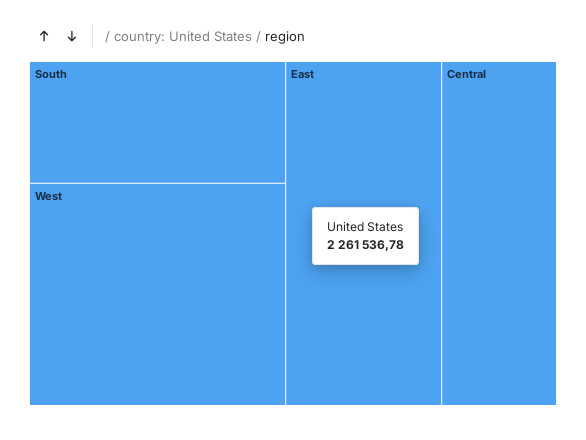 / country: United States / region
South
East
Central
West
United States
2 261 536,78